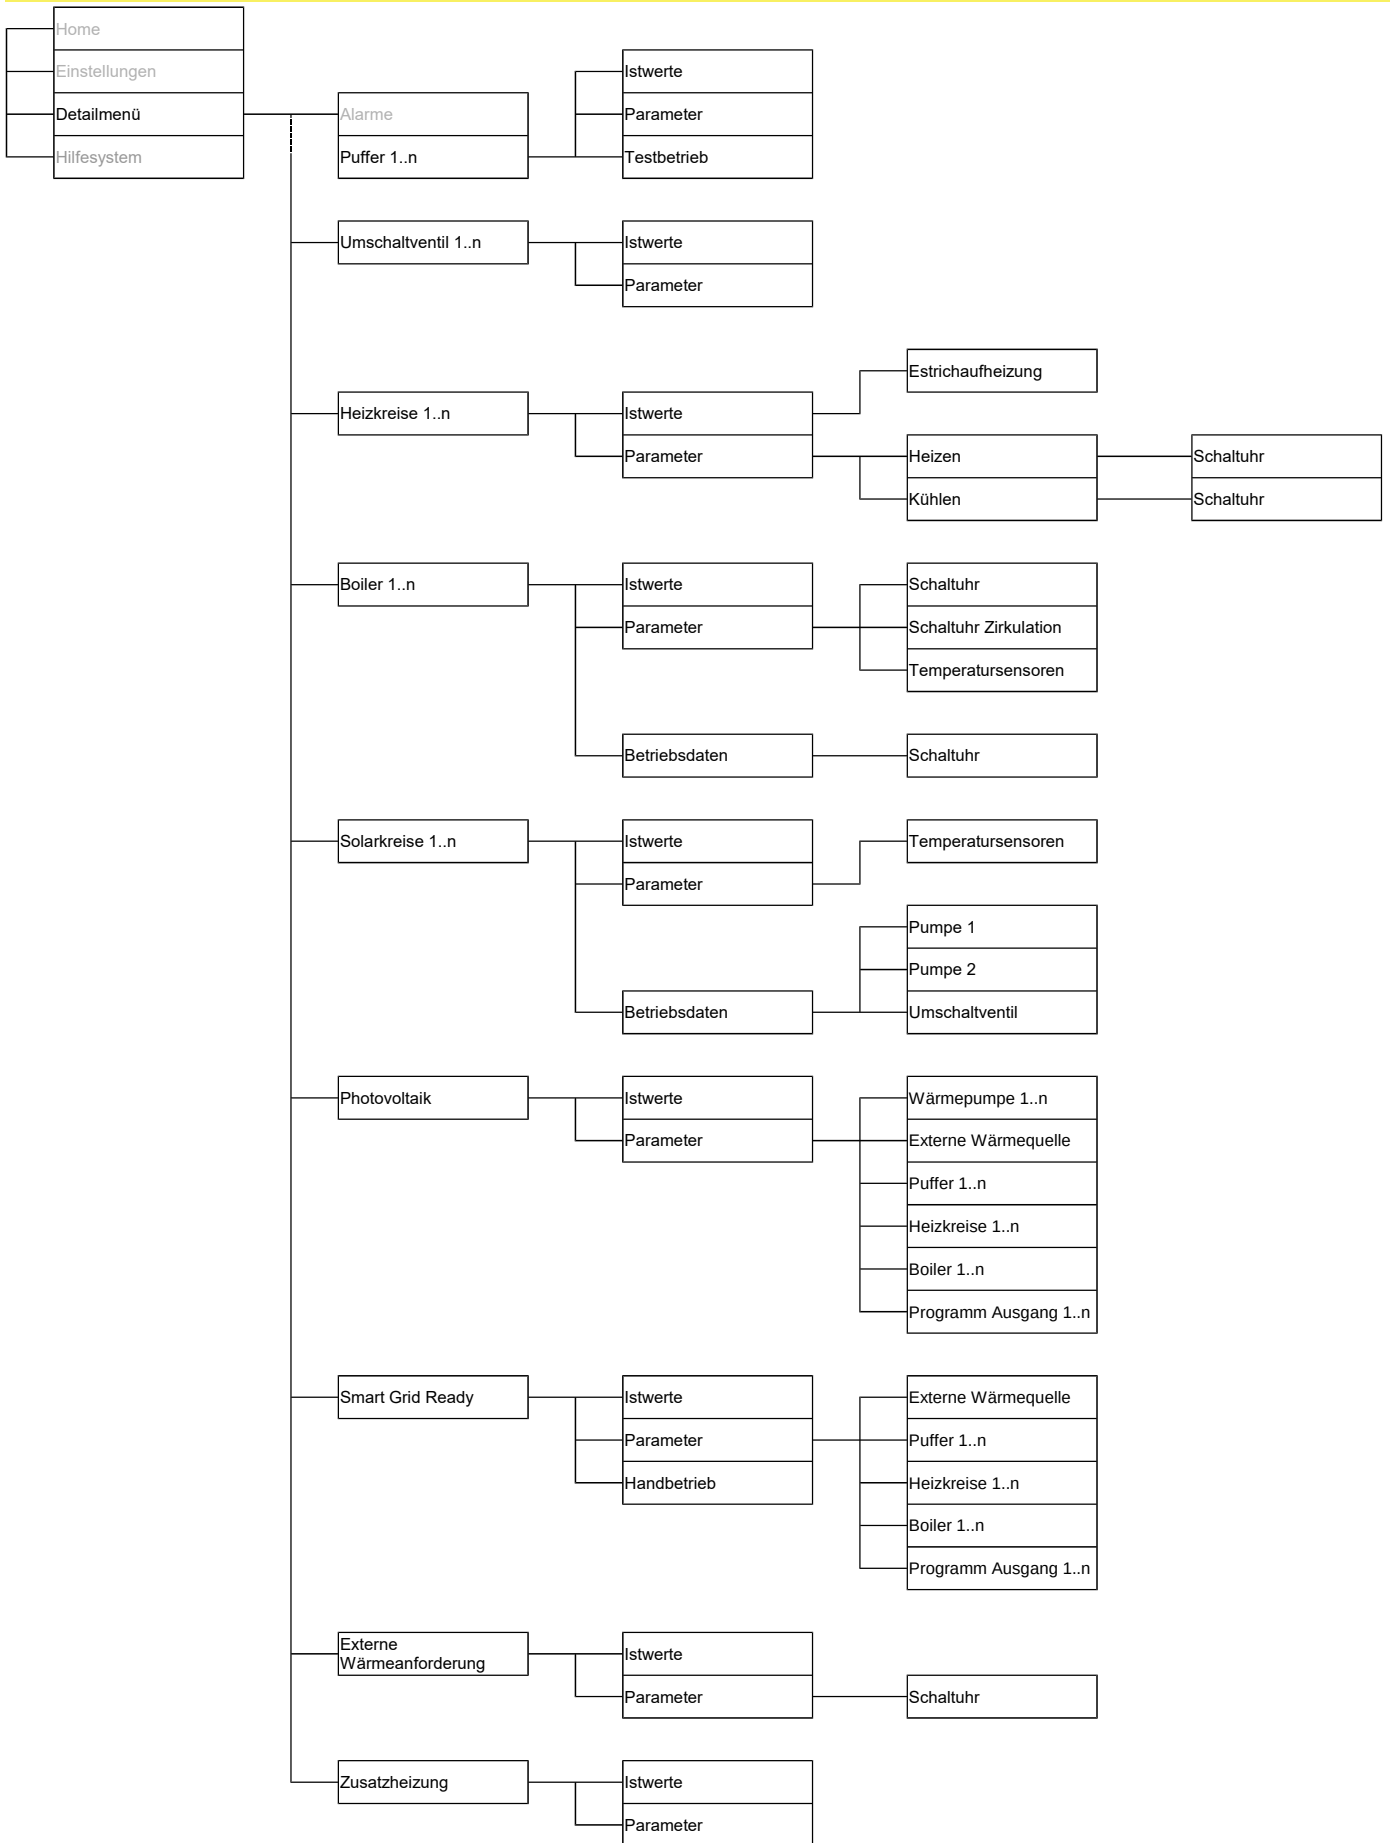 Home
Einstellungen
Istwerte
Detailmenü
Alarme
Parameter
Hilfesystem
Puffer 1..n
Testbetrieb
Umschaltventil 1..n
Istwerte
Parameter
Estrichaufheizung
Heizkreise 1..n
Istwerte
Parameter
Heizen
Schaltuhr
Kühlen
Schaltuhr
Boiler 1..n
Istwerte
Schaltuhr
Parameter
Schaltuhr Zirkulation
Temperatursensoren
Betriebsdaten
Schaltuhr
Solarkreise 1..n
Istwerte
Temperatursensoren
Parameter
Pumpe 1
Pumpe 2
Betriebsdaten
Umschaltventil
Photovoltaik
Istwerte
Wärmepumpe 1..n
Parameter
Externe Wärmequelle
Puffer 1..n
Heizkreise 1..n
Boiler 1..n
Programm Ausgang 1..n
Smart Grid Ready
Istwerte
Externe Wärmequelle
Parameter
Puffer 1..n
Handbetrieb
Heizkreise 1..n
Boiler 1..n
Programm Ausgang 1..n
Externe
Wärmeanforderung
Istwerte
Parameter
Schaltuhr
Zusatzheizung
Istwerte
Parameter